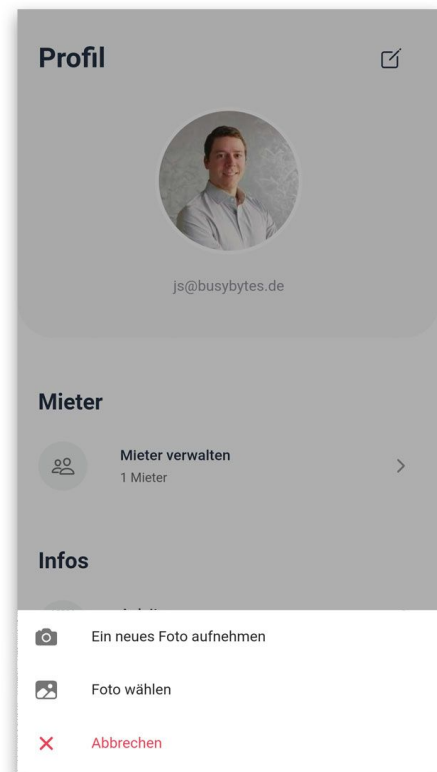 Profil
js@busybytes.de
Mieter
Mieter verwalten
1 Mieter
Infos
Ein neues Foto aufnehmen
Foto wählen
Abbrechen